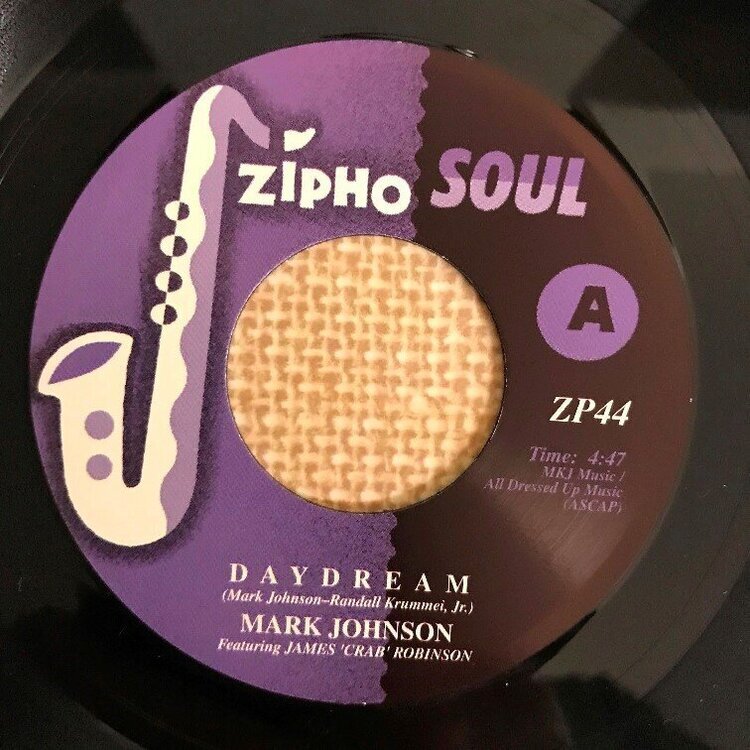 ZIPHO SOUL
A
ZP44
Time: 4:47
MKJ Music /
All Dressed Up Music
(ASCAP)
DAYDREAM
(Mark Johnson–Randall Krummei, Jr.)
MARK JOHNSON
Featuring JAMES 'CRAB' ROBINSON